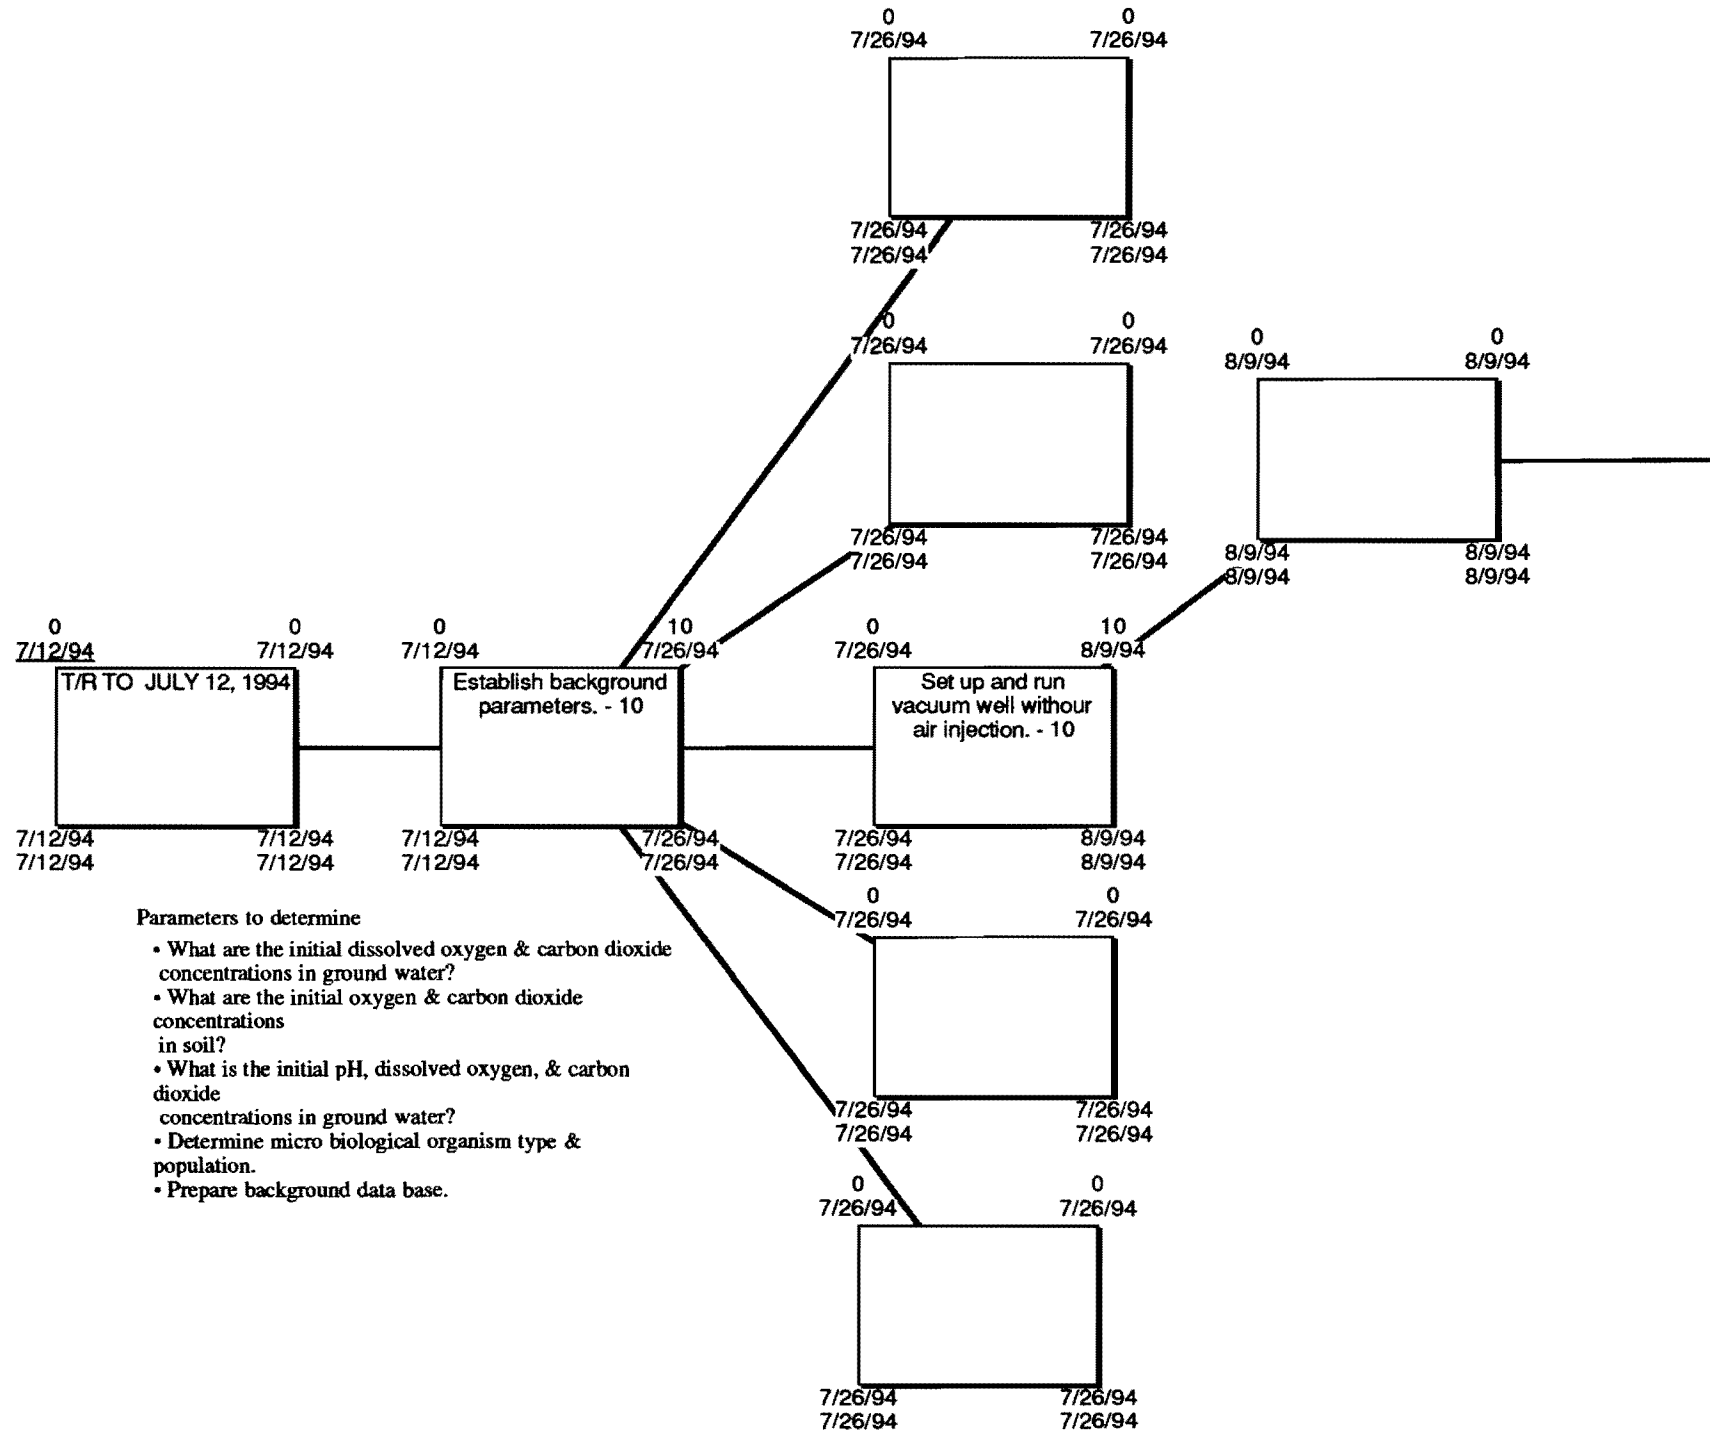 0 0
7/26/94 7/26/94
7/26/94 7/26/94
7/26/94 7/26/94
0 0
7/26/94 7/26/94
7/26/94 7/26/94
7/26/94 7/26/94
0 0
8/9/94 8/9/94
8/9/94 8/9/94
8/9/94 8/9/94
0 0
7/12/94 7/12/94
T/R TO JULY 12, 1994
7/12/94 7/12/94
7/12/94 7/12/94
0 10
7/12/94 7/26/94
Establish background
parameters. - 10
7/12/94 7/26/94
7/12/94 7/26/94
0 10
7/26/94 8/9/94
Set up and run
vacuum well withour
air injection. - 10
7/26/94 8/9/94
7/26/94 8/9/94
0 0
7/26/94 7/26/94
7/26/94 7/26/94
7/26/94 7/26/94
0 0
7/26/94 7/26/94
7/26/94 7/26/94
7/26/94 7/26/94
Parameters to determine
• What are the initial dissolved oxygen & carbon dioxide
concentrations in ground water?
• What are the initial oxygen & carbon dioxide
concentrations
in soil?
• What is the initial pH, dissolved oxygen, & carbon
dioxide
concentrations in ground water?
• Determine micro biological organism type &
population.
• Prepare background data base.